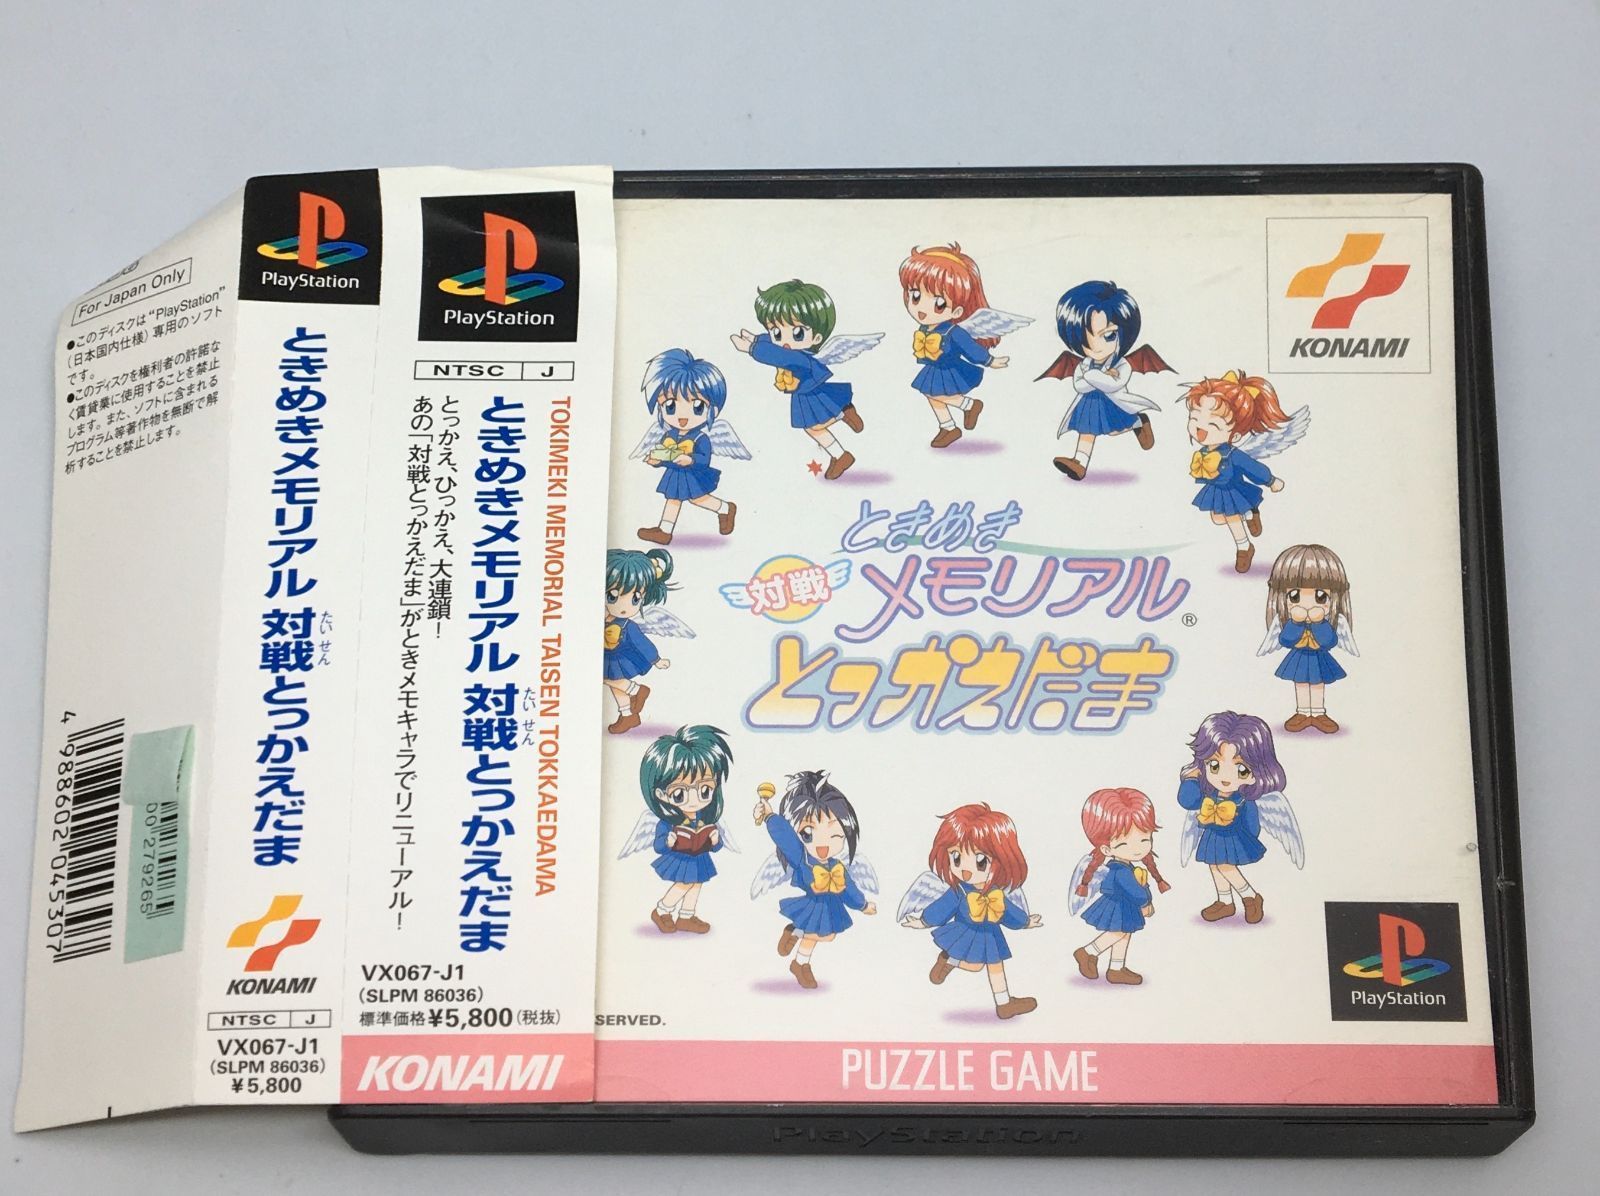 For Japan Only
●このディスクは"PlayStation"
(日本国内仕様)専用のソフト
です。
●このディスクを権利者の許諾な
く賃貸業に使用することを禁止
します。また、ソフトに含まれる
プログラム等著作物を無断で解
析することを禁止します。
4 988602 045307
00 279265
PlayStation
ときめきメモリアル 対戦とっかえだま
たい せん
KONAMI
NTSC J
VX067-J1
(SLPM 86036)
¥5,800
PlayStation
NTSC J
TOKIMEKI MEMORIAL TAISEN TOKKAEDAMA
ときめきメモリアル 対戦とっかえだま
たい せん
とっかえ、ひっかえ、大連鎖!
あの「対戦とっかえだま」がときメモキャラでリニューアル!
VX067-J1
(SLPM 86036)
標準価格¥5,800(税抜)
KONAMI
KONAMI
ときめき
対戦 メモリアル®
とっかえだま
PlayStation
SERVED.
PUZZLE GAME
PlayStation